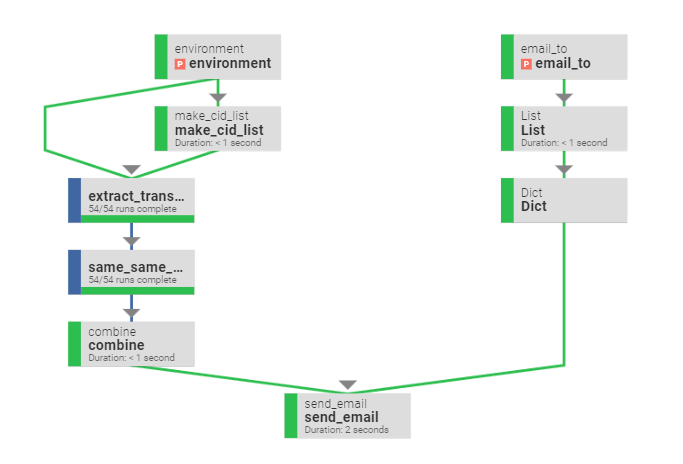 environment
P environment
email_to
P email_to
make_cid_list
make_cid_list
Duration: < 1 second
List
List
Duration: < 1 second
extract_trans...
54/54 runs complete
Dict
Dict
same_same_...
54/54 runs complete
combine
combine
Duration: < 1 second
send_email
send_email
Duration: 2 seconds